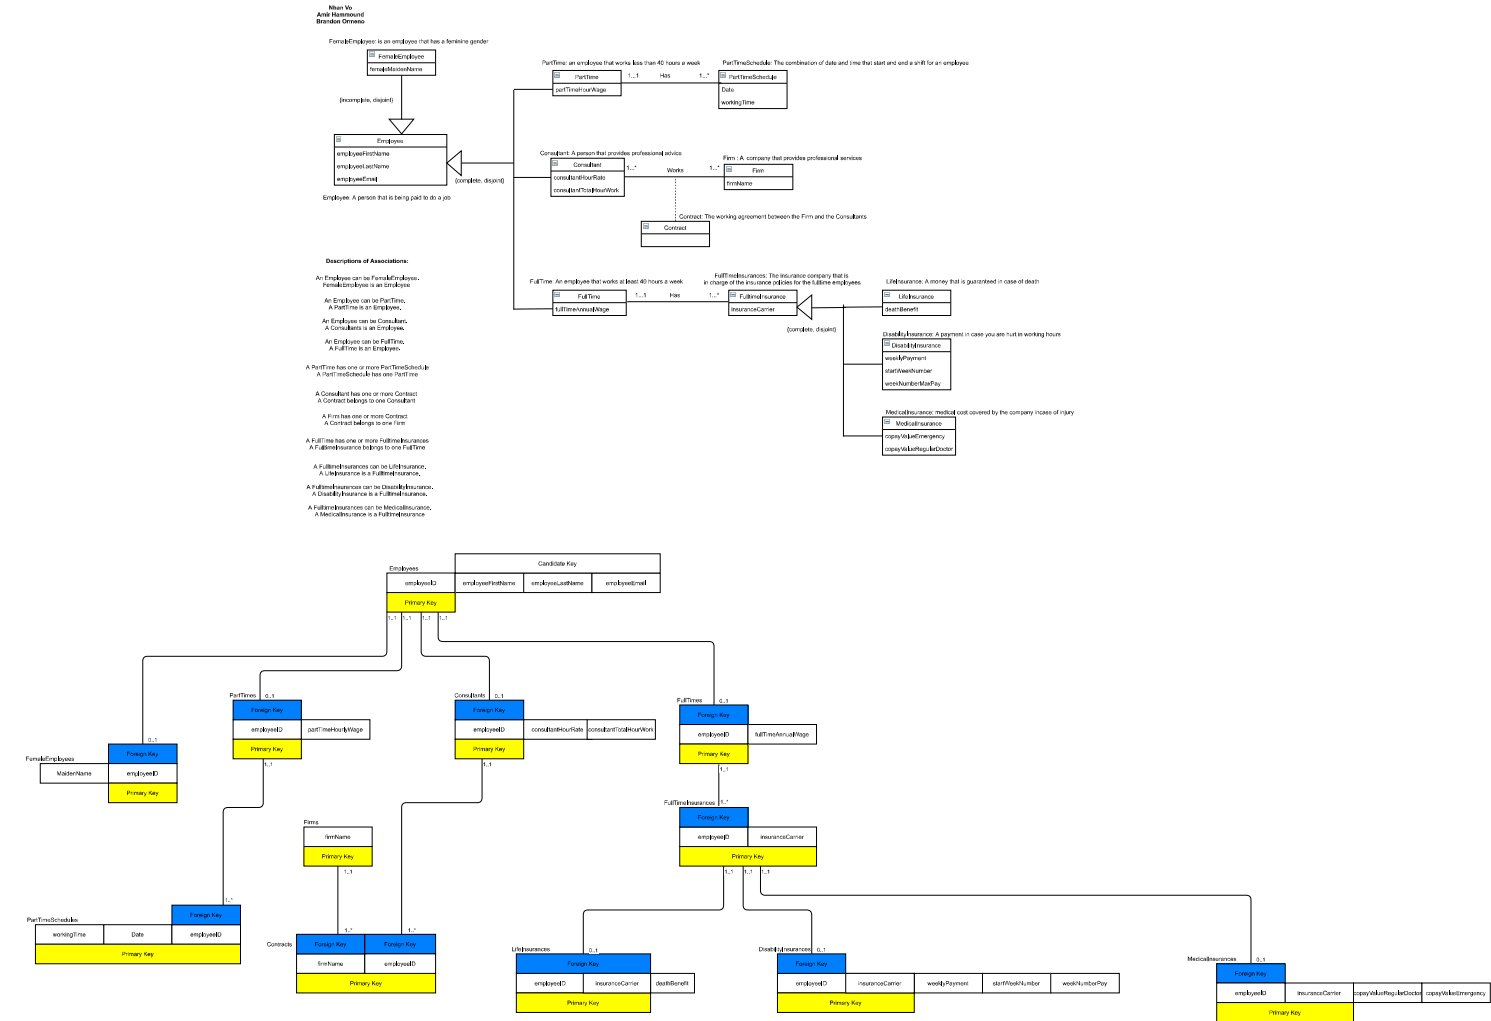 Nhan Vo
Amir Hammound
Brandon Ormeno
FemaleEmployee: is an employee that has a feminine gender
FemaleEmployee
femaleMaidenName
{incomplete, disjoint}
Employee
employeeFirstName
employeeLastName
employeeEmail
{complete, disjoint}
Employee: A person that is being paid to do a job
PartTime: an employee that works less than 40 hours a week
PartTime
partTimeHourWage
1...1 Has 1...*
PartTimeSchedule: The combination of date and time that start and end a shift for an employee
PartTimeSchedule
Date
workingTime
Consultant: A person that provides professional advice
Consultant
consultantHourRate
consultantTotalHourWork
1...* Works 1...*
Firm : A company that provides professional services
Firm
firmName
Contract: The working agreement between the Firm and the Consultants
Contract
FullTime: An employee that works at least 40 hours a week
FullTime
fullTimeAnnualWage
1...1 Has 1...*
FullTimeInsurances: The insurance company that is
in charge of the insurance policies for the fulltime employees
FulltimeInsurance
insuranceCarrier
{complete, disjoint}
LifeInsurance: A money that is guaranteed in case of death
LifeInsurance
deathBenefit
DisabilityInsurance: A payment in case you are hurt in working hours
DisabilityInsurance
weeklyPayment
startWeekNumber
weekNumberMaxPay
MedicalInsurance: medical cost covered by the company incase of injury
MedicalInsurance
copayValueEmergency
copayValueRegularDoctor
Descriptions of Associations:
An Employee can be FemaleEmployee.
FemaleEmployee is an Employee
An Employee can be PartTime.
A PartTime is an Employee.
An Employee can be Consultant.
A Consultants is an Employee.
An Employee can be FullTime.
A FullTime is an Employee.
A PartTime has one or more PartTimeSchedule
A PartTimeSchedule has one PartTime
A Consultant has one or more Contract
A Contract belongs to one Consultant
A Firm has one or more Contract
A Contract belongs to one Firm
A FullTime has one or more FulltimeInsurances
A FulltimeInsurance belongs to one FullTime
A FulltimeInsurances can be LifeInsurance.
A LifeInsurance is a FulltimeInsurance.
A FulltimeInsurences can be DisabilityInsurance.
A DisabilityInsurance is a FulltimeInsurance.
A FulltimeInsurances can be MedicalInsurance.
A MedicalInsurance is a FulltimeInsurance
Candidate Key
Employees
employeeID employeeFirstName employeeLastName employeeEmail
Primary Key
1..1 1..1 1..1 1..1
PartTimes 0..1
Foreign Key
employeeID partTimeHourlyWage
Primary Key
1..1
Consultants 0..1
Foreign Key
employeeID consultantHourRate consultantTotalHourWork
Primary Key
1..1
FullTimes 0..1
Foreign Key
employeeID fullTimeAnnualWage
Primary Key
1..1
0..1
FemaleEmployees
Foreign Key
MaidenName employeeID
Primary Key
FullTimeInsurances 1..*
Foreign Key
employeeID insuranceCarrier
Primary Key
1..1 1..1 1..1
Firms
firmName
Primary Key
1..1
1..*
PartTimeSchedules
Foreign Key
workingTime Date employeeID
Primary Key
1..* 1..*
Contracts
Foreign Key Foreign Key
firmName employeeID
Primary Key
LifeInsurances 0..1
Foreign Key
employeeID insuranceCarrier deathBenefit
Primary Key
DisabilityInsurances 0..1
Foreign Key
employeeID insuranceCarrier weeklyPayment startWeekNumber weekNumberPay
Primary Key
MedicalInsurances 0..1
Foreign Key
employeeID insuranceCarrier copayValueRegularDoctor copayValueEmergency
Primary Key